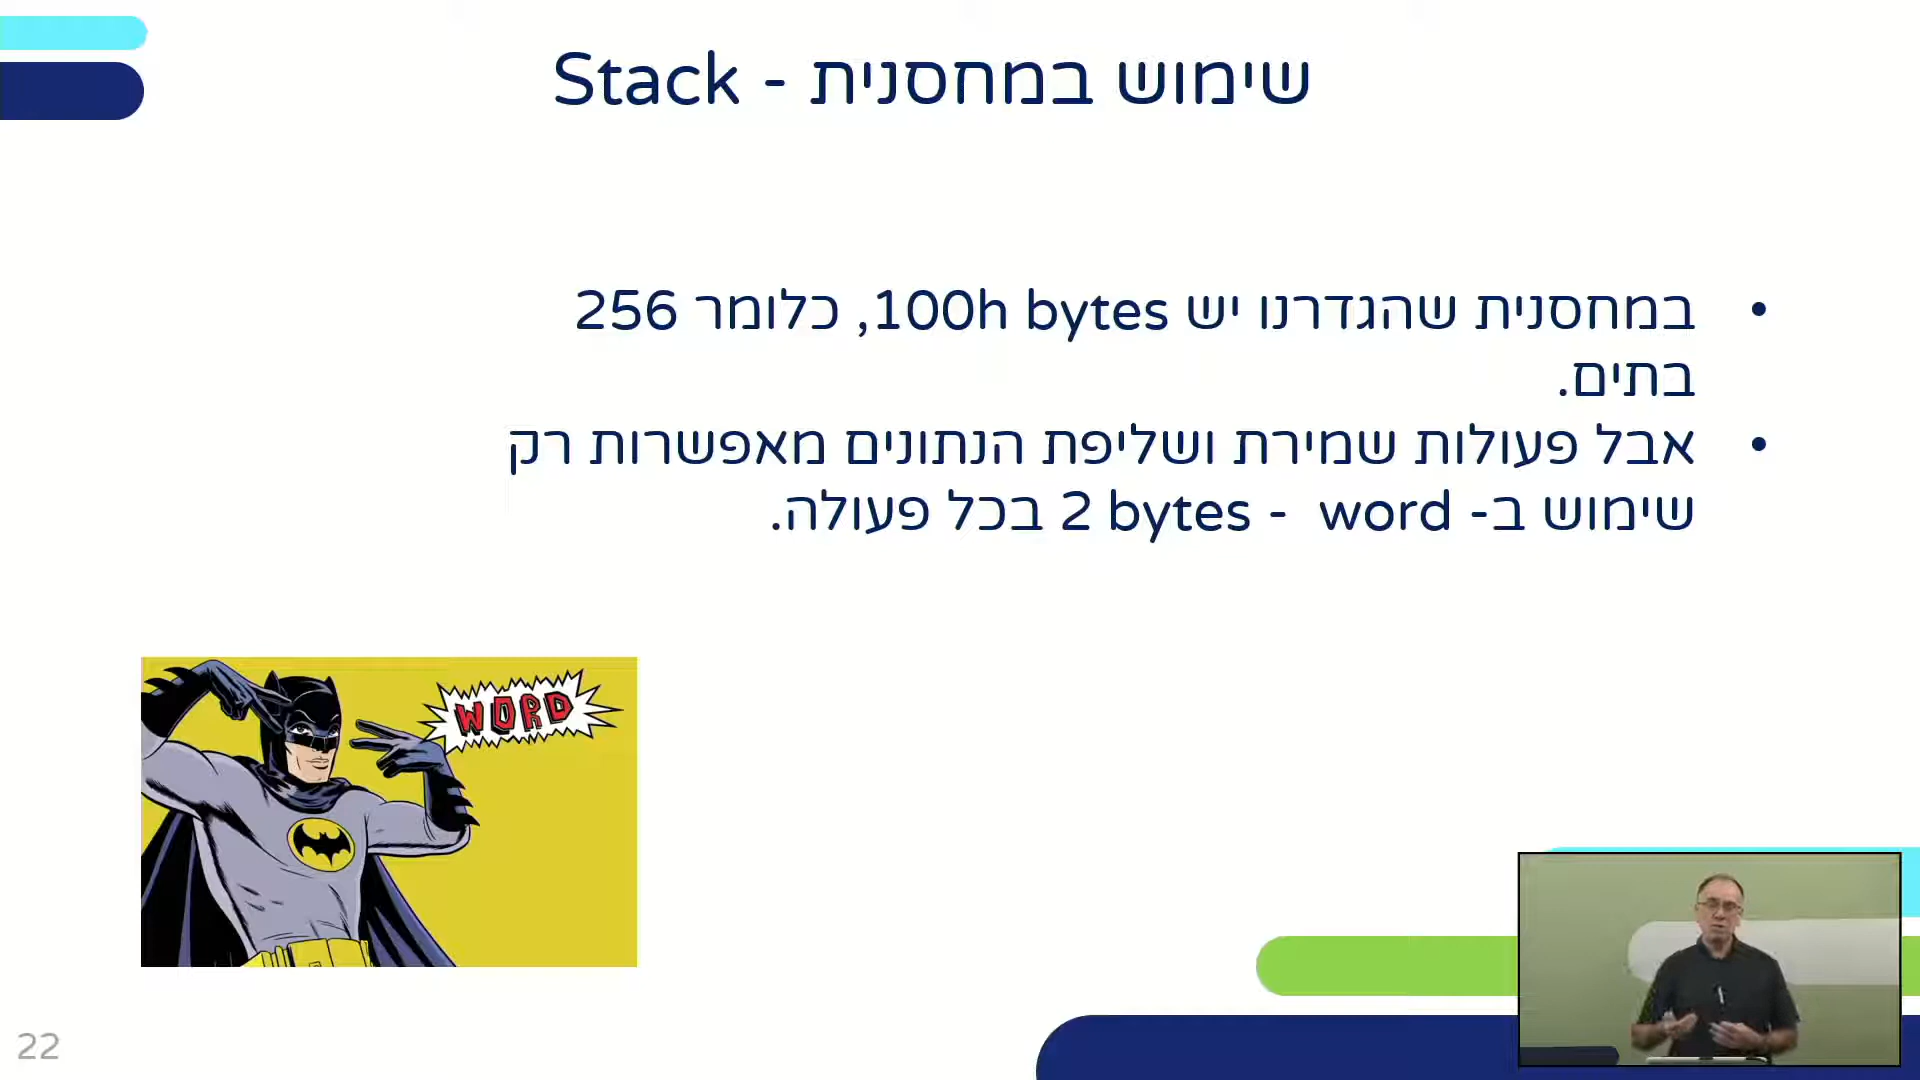 שימוש במחסנית - Stack
במחסנית שהגדרנו יש 100h bytes, כלומר 256
בתים.
אבל פעולות שמירת ושליפת הנתונים מאפשרות רק
שימוש ב- word - 2 bytes בכל פעולה.
WORD
22